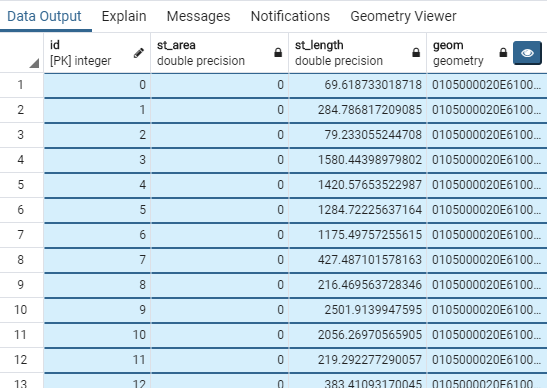 Data Output Explain Messages Notifications Geometry Viewer
id st_area st_length geom
[PK] integer double precision double precision geometry
1 0 0 69.618733018718 0105000020E6100...
2 1 0 284.786817209085 0105000020E6100...
3 2 0 79.233055244708 0105000020E6100...
4 3 0 1580.44398979802 0105000020E6100...
5 4 0 1420.57653522987 0105000020E6100...
6 5 0 1284.72225637164 0105000020E6100...
7 6 0 1175.49757255615 0105000020E6100...
8 7 0 427.487101578163 0105000020E6100...
9 8 0 216.469563728346 0105000020E6100...
10 9 0 2501.9139947595 0105000020E6100...
11 10 0 2056.26970565905 0105000020E6100...
12 11 0 219.292277290057 0105000020E6100...
13 12 0 383.41093170045 0105000020E6100...